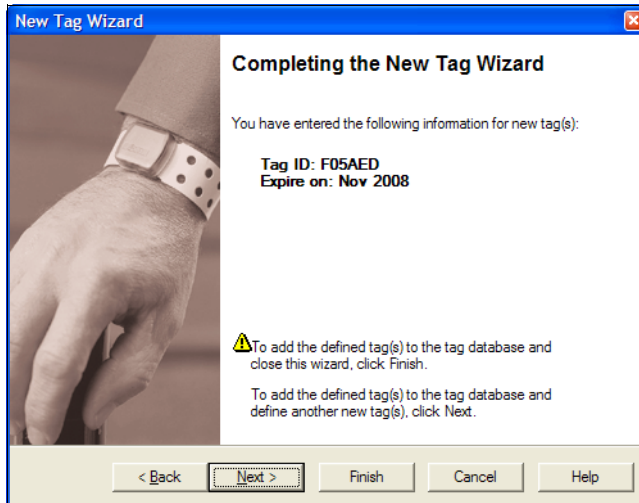 New Tag Wizard
Completing the New Tag Wizard
You have entered the following information for new tag(s):
Tag ID: F05AED
Expire on: Nov 2008
To add the defined tag(s) to the tag database and
close this wizard, click Finish.
To add the defined tag(s) to the tag database and
define another new tag(s), click Next.
< Back
Next >
Finish
Cancel
Help